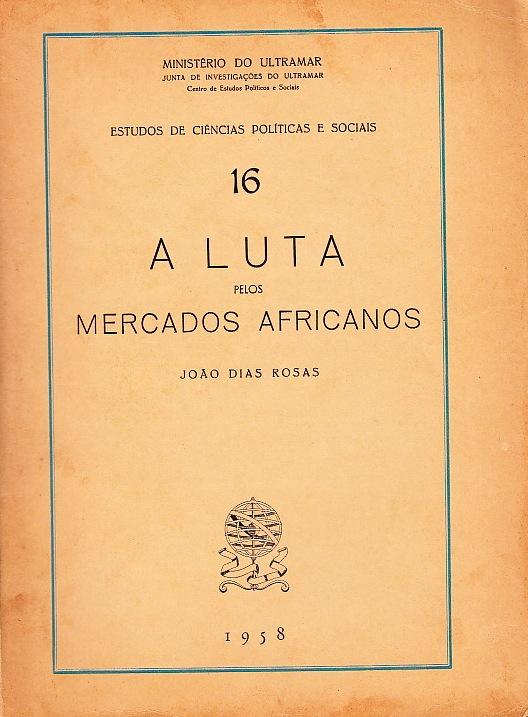 MINISTÉRIO DO ULTRAMAR
JUNTA DE INVESTIGAÇÕES DO ULTRAMAR
Centro de Estudos Políticos e Sociais
ESTUDOS DE CIÊNCIAS POLÍTICAS E SOCIAIS
16
A LUTA
PELOS
MERCADOS AFRICANOS
JOÃO DIAS ROSAS
1958